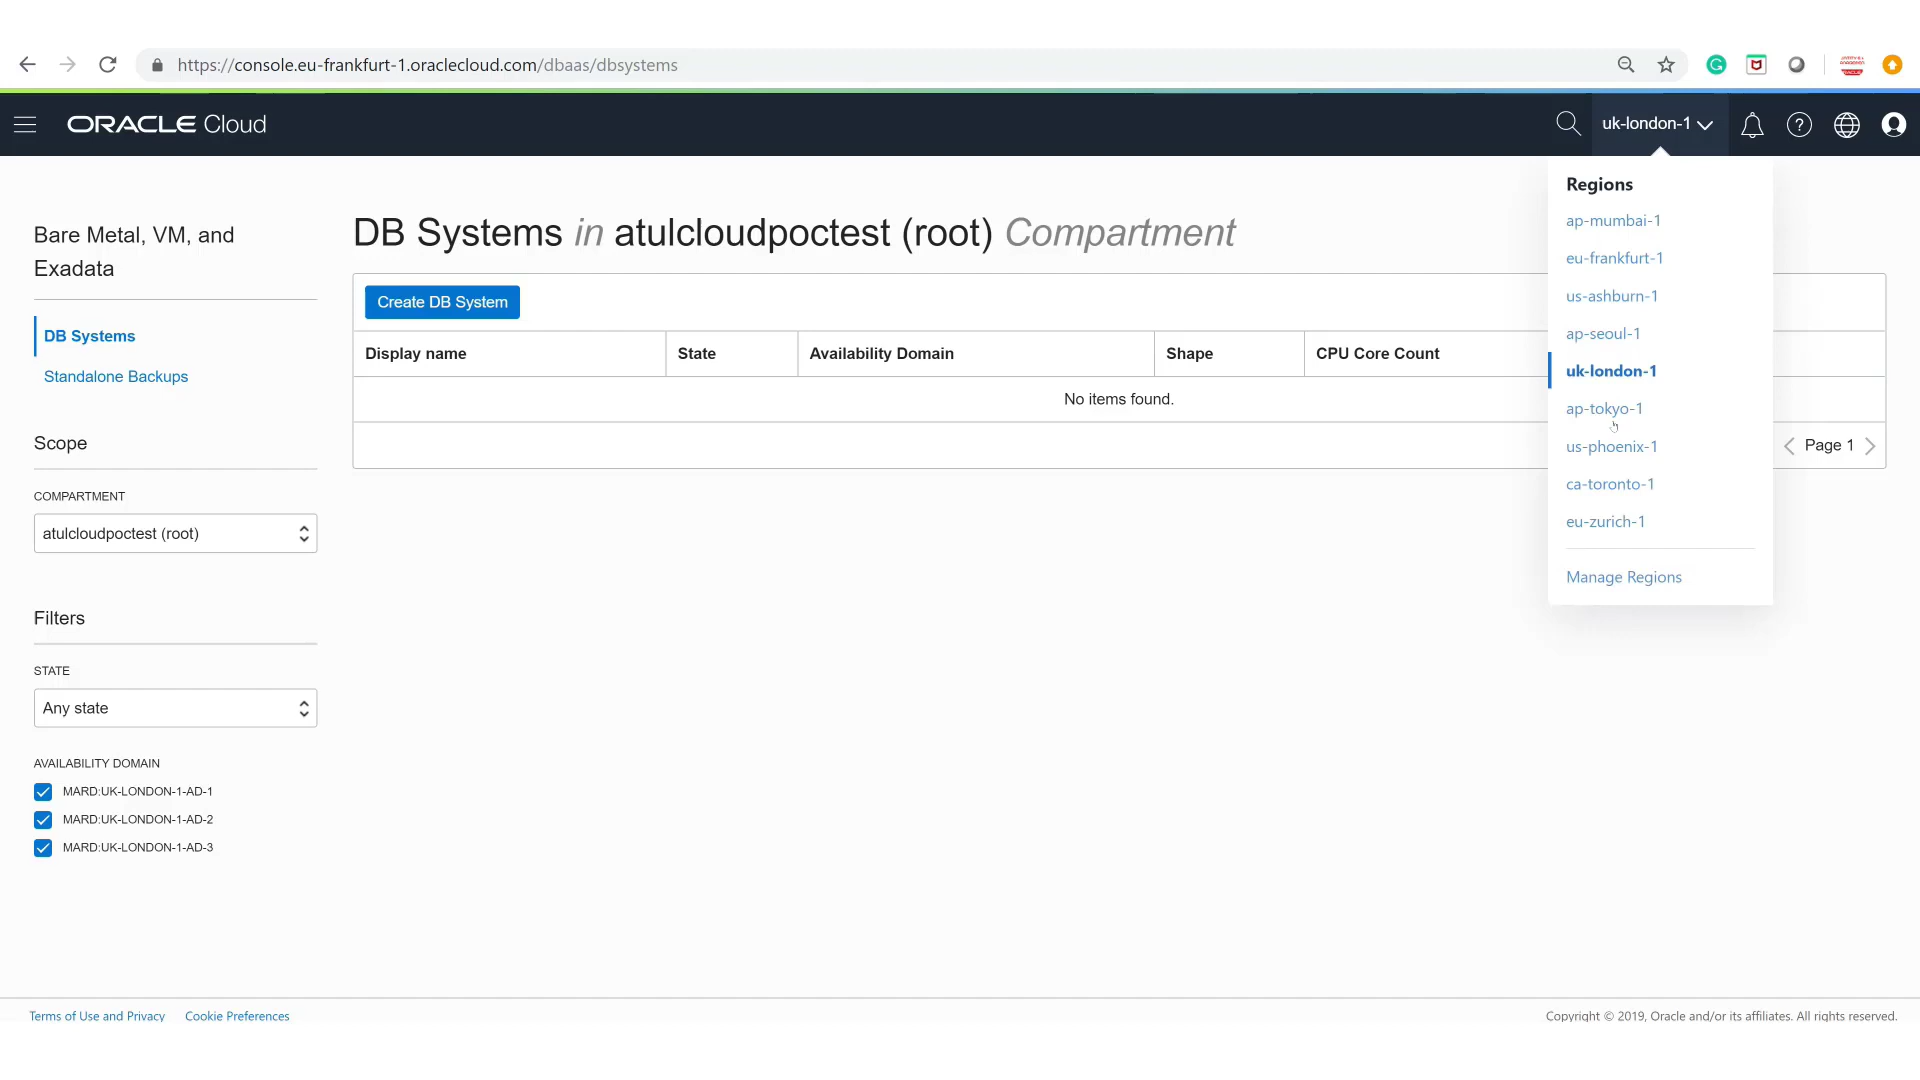 https://console.eu-frankfurt-1.oraclecloud.com/dbaas/dbsystems
ORACLE Cloud
uk-london-1
Regions
ap-mumbai-1
eu-frankfurt-1
us-ashburn-1
ap-seoul-1
uk-london-1
ap-tokyo-1
us-phoenix-1
ca-toronto-1
eu-zurich-1
Manage Regions
Bare Metal, VM, and
Exadata
DB Systems
Standalone Backups
Scope
COMPARTMENT
atulcloudpoctest (root)
Filters
STATE
Any state
AVAILABILITY DOMAIN
MARD:UK-LONDON-1-AD-1
MARD:UK-LONDON-1-AD-2
MARD:UK-LONDON-1-AD-3
DB Systems in atulcloudpoctest (root) Compartment
Create DB System
Display name State Availability Domain Shape CPU Core Count
No items found.
Page 1
Terms of Use and Privacy Cookie Preferences
Copyright © 2019, Oracle and/or its affiliates. All rights reserved.